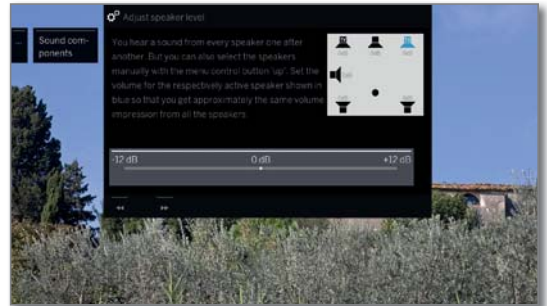 Adjust speaker level
...
Sound com-
ponents
You hear a sound from every speaker one after
another. But you can also select the speakers
manually with the menu control button 'up'. Set the
volume for the respectively active speaker shown in
blue so that you get approximately the same volume
impression from all the speakers.
-12 dB 0 dB +12 dB